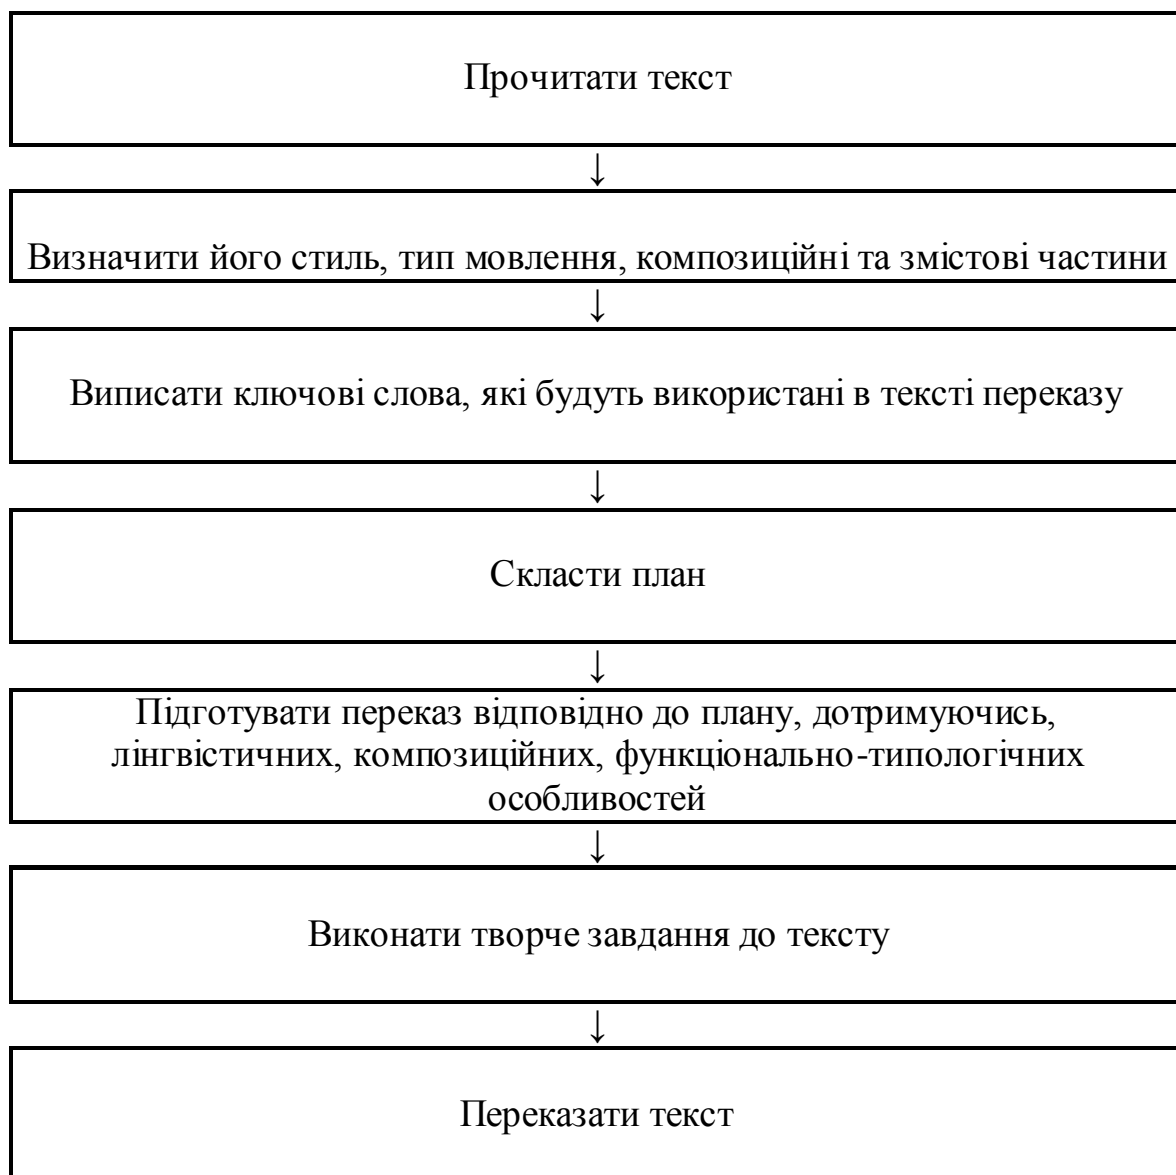 Прочитати текст
↓
Визначити його стиль, тип мовлення, композиційні та змістові частини
↓
Виписати ключові слова, які будуть використані в тексті переказу
↓
Скласти план
↓
Підготувати переказ відповідно до плану, дотримуючись,
лінгвістичних, композиційних, функціонально-типологічних
особливостей
↓
Виконати творче завдання до тексту
↓
Переказати текст